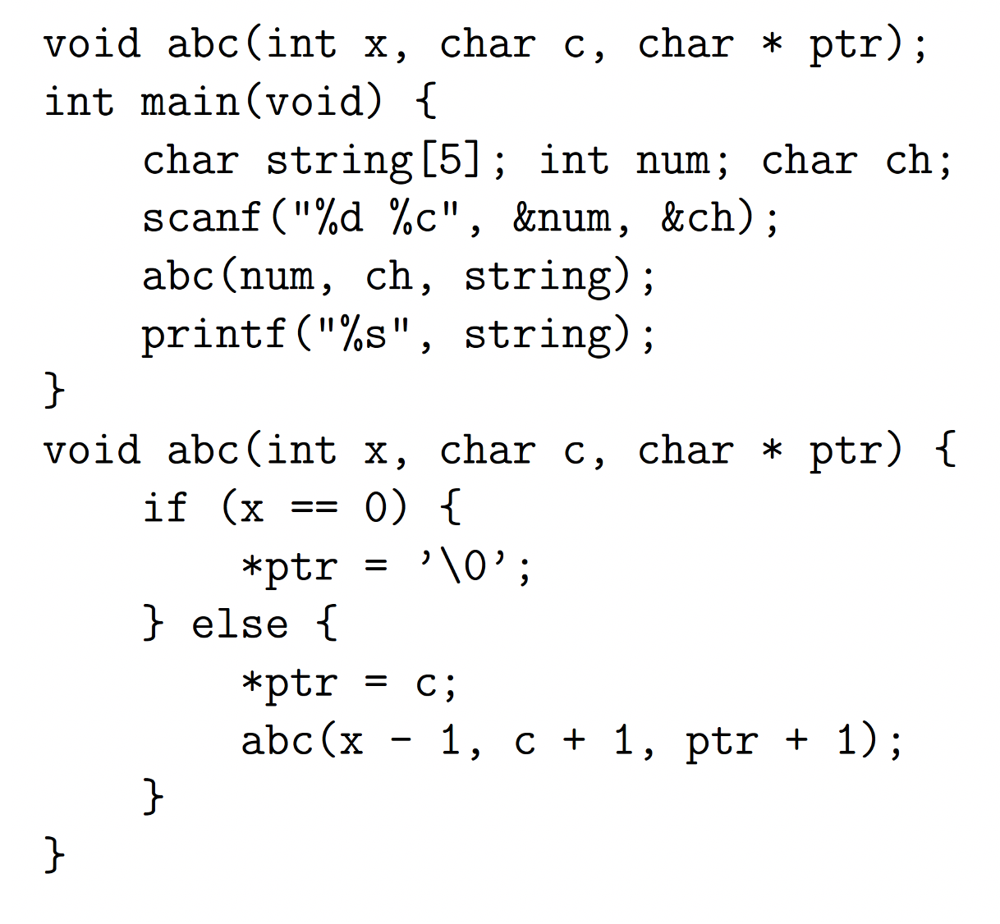 void abc(int x, char c, char * ptr);
int main(void) {
    char string[5]; int num; char ch;
    scanf("%d %c", &num, &ch);
    abc(num, ch, string);
    printf("%s", string);
}
void abc(int x, char c, char * ptr) {
    if (x == 0) {
        *ptr = ’\0’;
    } else {
        *ptr = c;
        abc(x - 1, c + 1, ptr + 1);
    }
}